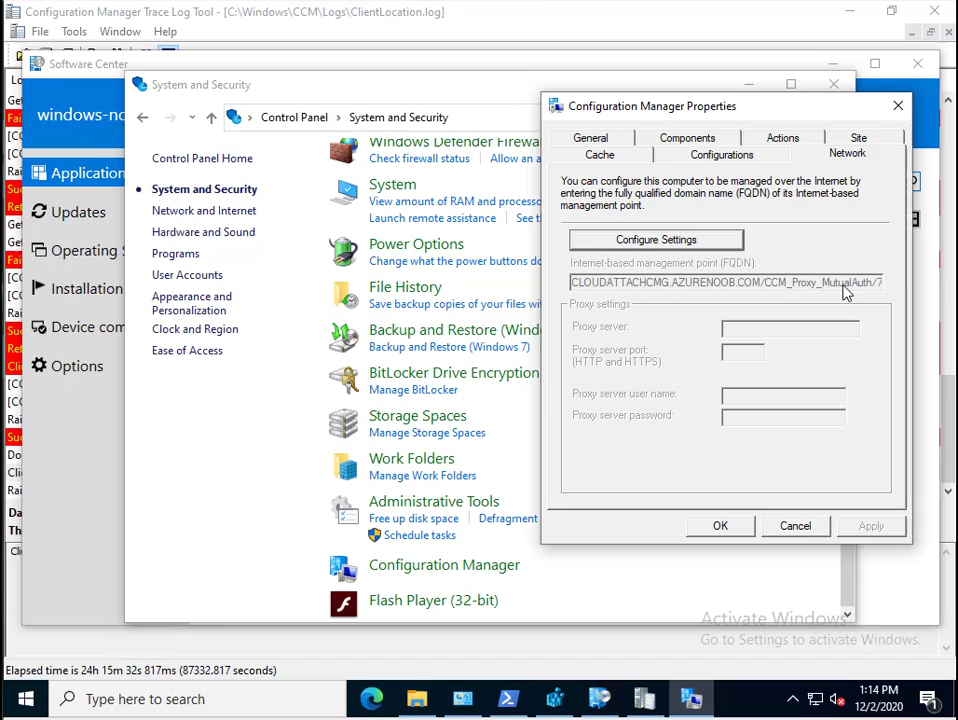 Configuration Manager Trace Log Tool - [C:\Windows\CCM\Logs\ClientLocation.log]
File Tools Window Help
Software Center
windows-no
Application
Updates
Operating
Installation
Device com
Options
System and Security
Control Panel > System and Security
Control Panel Home
System and Security
Network and Internet
Hardware and Sound
Programs
User Accounts
Appearance and
Personalization
Clock and Region
Ease of Access
Windows Defender Firewall
Check firewall status Allow an a
System
View amount of RAM and processo
Launch remote assistance See th
Power Options
Change what the power buttons do
File History
Save backup copies of your files wit
Backup and Restore (Windo
Backup and Restore (Windows 7)
BitLocker Drive Encryption
Manage BitLocker
Storage Spaces
Manage Storage Spaces
Work Folders
Manage Work Folders
Administrative Tools
Free up disk space Defragment
Schedule tasks
Configuration Manager
Flash Player (32-bit)
Configuration Manager Properties
General Components Actions Site
Cache Configurations Network
You can configure this computer to be managed over the Internet by
entering the fully qualified domain name (FQDN) of its Internet-based
management point.
Configure Settings
Internet-based management point (FQDN):
CLOUDATTACHCMG.AZURENOOB.COM/CCM_Proxy_MutualAuth/7
Proxy settings
Proxy server:
Proxy server port:
(HTTP and HTTPS)
Proxy server user name:
Proxy server password:
OK Cancel Apply
Activate Windows
Go to Settings to activate Windows.
Elapsed time is 24h 15m 32s 817ms (87332.817 seconds)
Type here to search
1:14 PM
12/2/2020
1